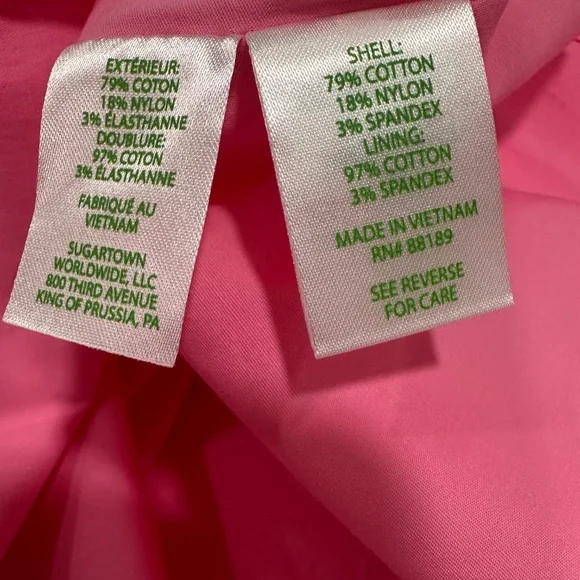 EXTÉRIEUR:
79% COTON
18% NYLON
3% ÉLASTHANNE
DOUBLURE:
97% COTON
3% ÉLASTHANNE
FABRIQUÉ AU
VIETNAM
SUGARTOWN
WORLDWIDE, LLC
800 THIRD AVENUE
KING OF PRUSSIA, PA
SHELL:
79% COTTON
18% NYLON
3% SPANDEX
LINING:
97% COTTON
3% SPANDEX
MADE IN VIETNAM
RN# 88189
SEE REVERSE
FOR CARE